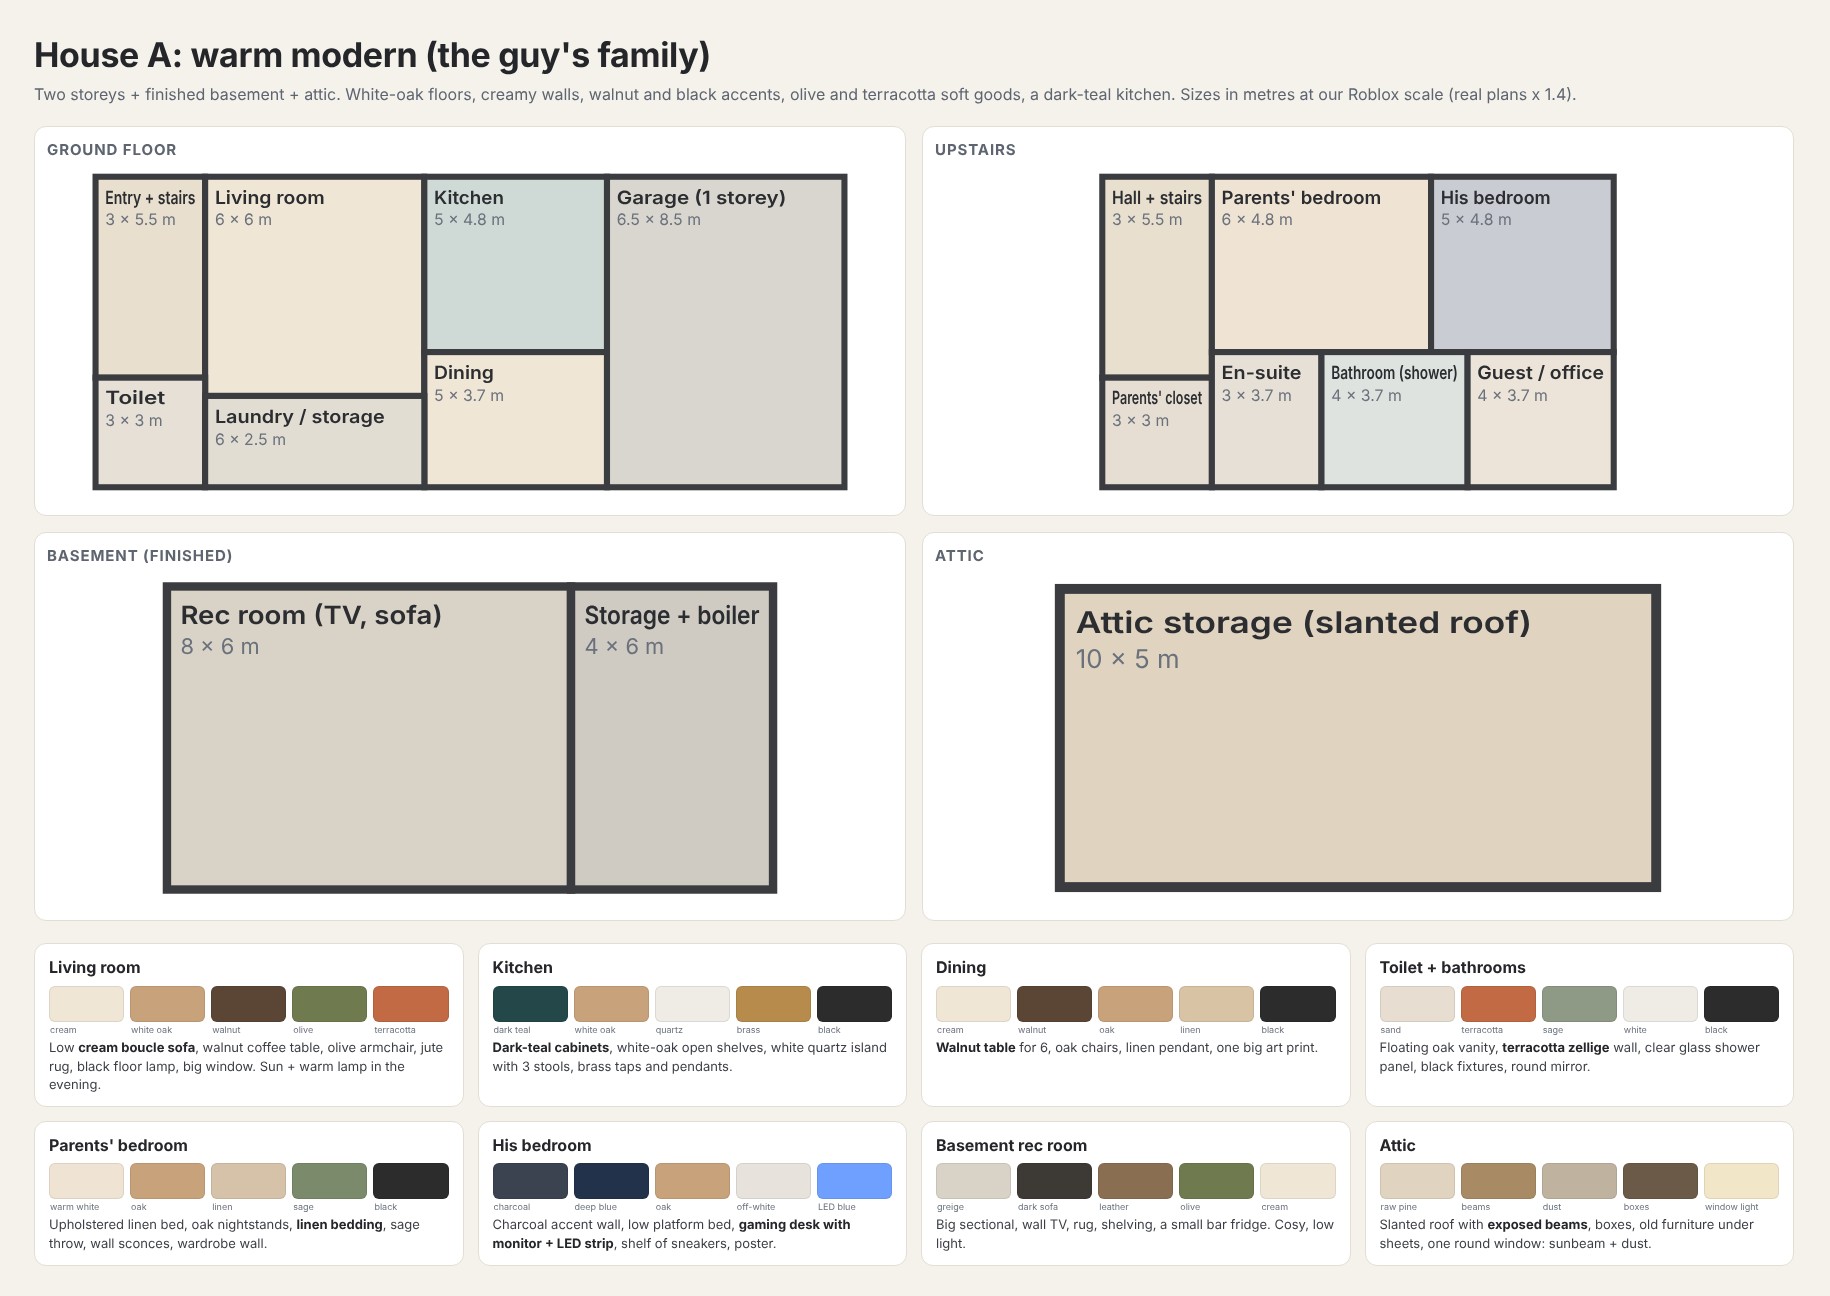 House A: warm modern (the guy's family)
Two storeys + finished basement + attic. White-oak floors, creamy walls, walnut and black accents, olive and terracotta soft goods, a dark-teal kitchen. Sizes in metres at our Roblox scale (real plans x 1.4).
GROUND FLOOR
Entry + stairs
3 × 5.5 m
Living room
6 × 6 m
Kitchen
5 × 4.8 m
Garage (1 storey)
6.5 × 8.5 m
Toilet
3 × 3 m
Laundry / storage
6 × 2.5 m
Dining
5 × 3.7 m
UPSTAIRS
Hall + stairs
3 × 5.5 m
Parents' bedroom
6 × 4.8 m
His bedroom
5 × 4.8 m
Parents' closet
3 × 3 m
En-suite
3 × 3.7 m
Bathroom (shower)
4 × 3.7 m
Guest / office
4 × 3.7 m
BASEMENT (FINISHED)
Rec room (TV, sofa)
8 × 6 m
Storage + boiler
4 × 6 m
ATTIC
Attic storage (slanted roof)
10 × 5 m
Living room
cream white oak walnut olive terracotta
Low cream boucle sofa, walnut coffee table, olive armchair, jute
rug, black floor lamp, big window. Sun + warm lamp in the
evening.
Kitchen
dark teal white oak quartz brass black
Dark-teal cabinets, white-oak open shelves, white quartz island
with 3 stools, brass taps and pendants.
Dining
cream walnut oak linen black
Walnut table for 6, oak chairs, linen pendant, one big art print.
Toilet + bathrooms
sand terracotta sage white black
Floating oak vanity, terracotta zellige wall, clear glass shower
panel, black fixtures, round mirror.
Parents' bedroom
warm white oak linen sage black
Upholstered linen bed, oak nightstands, linen bedding, sage
throw, wall sconces, wardrobe wall.
His bedroom
charcoal deep blue oak off-white LED blue
Charcoal accent wall, low platform bed, gaming desk with
monitor + LED strip, shelf of sneakers, poster.
Basement rec room
greige dark sofa leather olive cream
Big sectional, wall TV, rug, shelving, a small bar fridge. Cosy, low
light.
Attic
raw pine beams dust boxes window light
Slanted roof with exposed beams, boxes, old furniture under
sheets, one round window: sunbeam + dust.